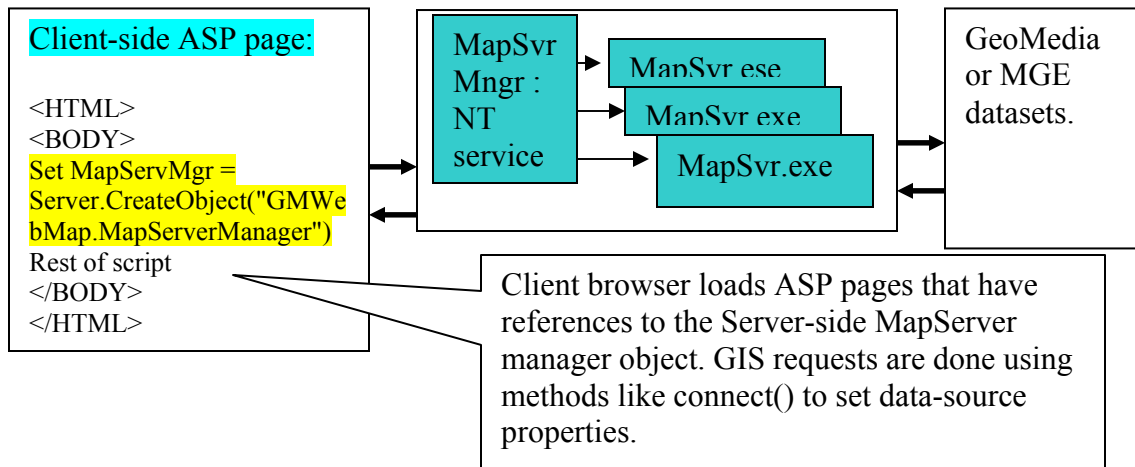 Client-side ASP page:
<HTML>
<BODY>
Set MapServMgr =
Server.CreateObject("GMWe
bMap.MapServerManager")
Rest of script
</BODY>
</HTML>
MapSvr
Mngr :
NT
service
MapSvr.ese
MapSvr.exe
MapSvr.exe
GeoMedia
or MGE
datasets.
Client browser loads ASP pages that have
references to the Server-side MapServer
manager object. GIS requests are done using
methods like connect() to set data-source
properties.